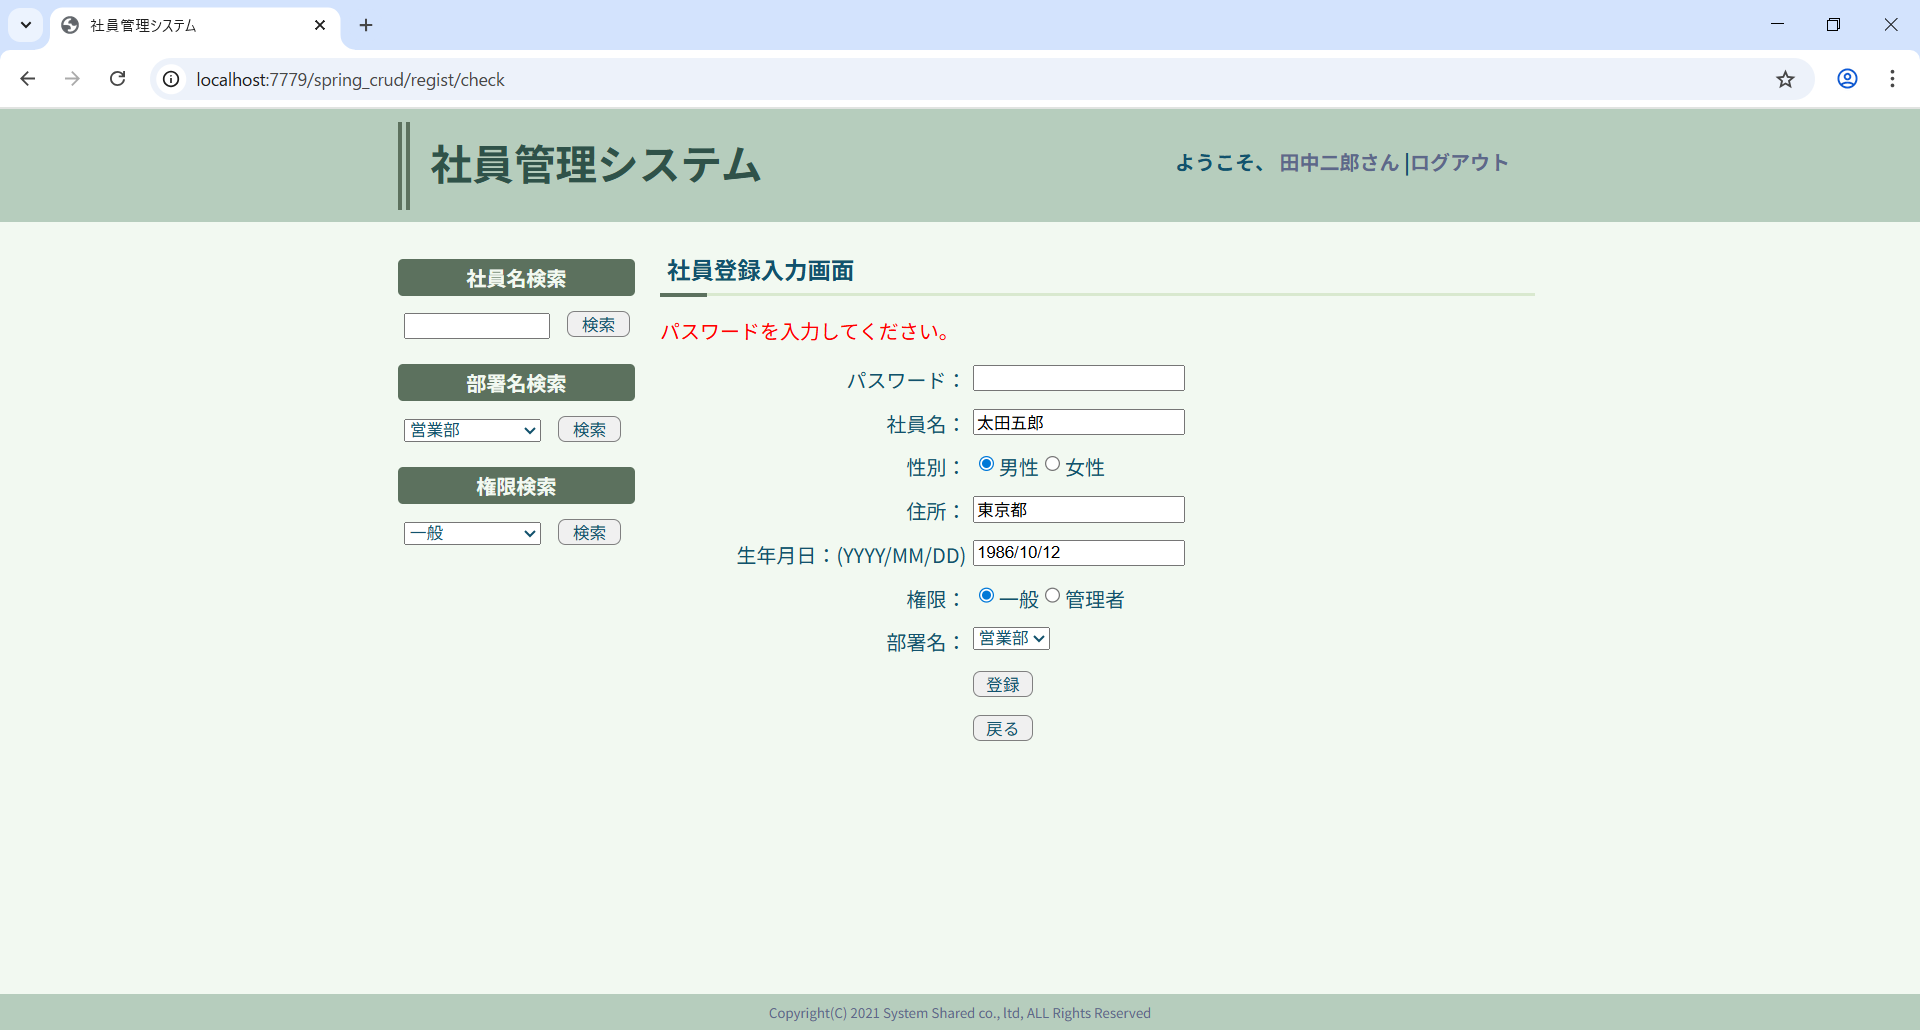 社員管理システム
localhost:7779/spring_crud/regist/check
社員管理システム
ようこそ、 田中二郎さん |ログアウト
社員名検索
検索
部署名検索
営業部 検索
権限検索
一般 検索
社員登録入力画面
パスワードを入力してください。
パスワード：
社員名： 太田五郎
性別： 男性 女性
住所： 東京都
生年月日：(YYYY/MM/DD) 1986/10/12
権限： 一般 管理者
部署名： 営業部
登録
戻る
Copyright(C) 2021 System Shared co., ltd, ALL Rights Reserved